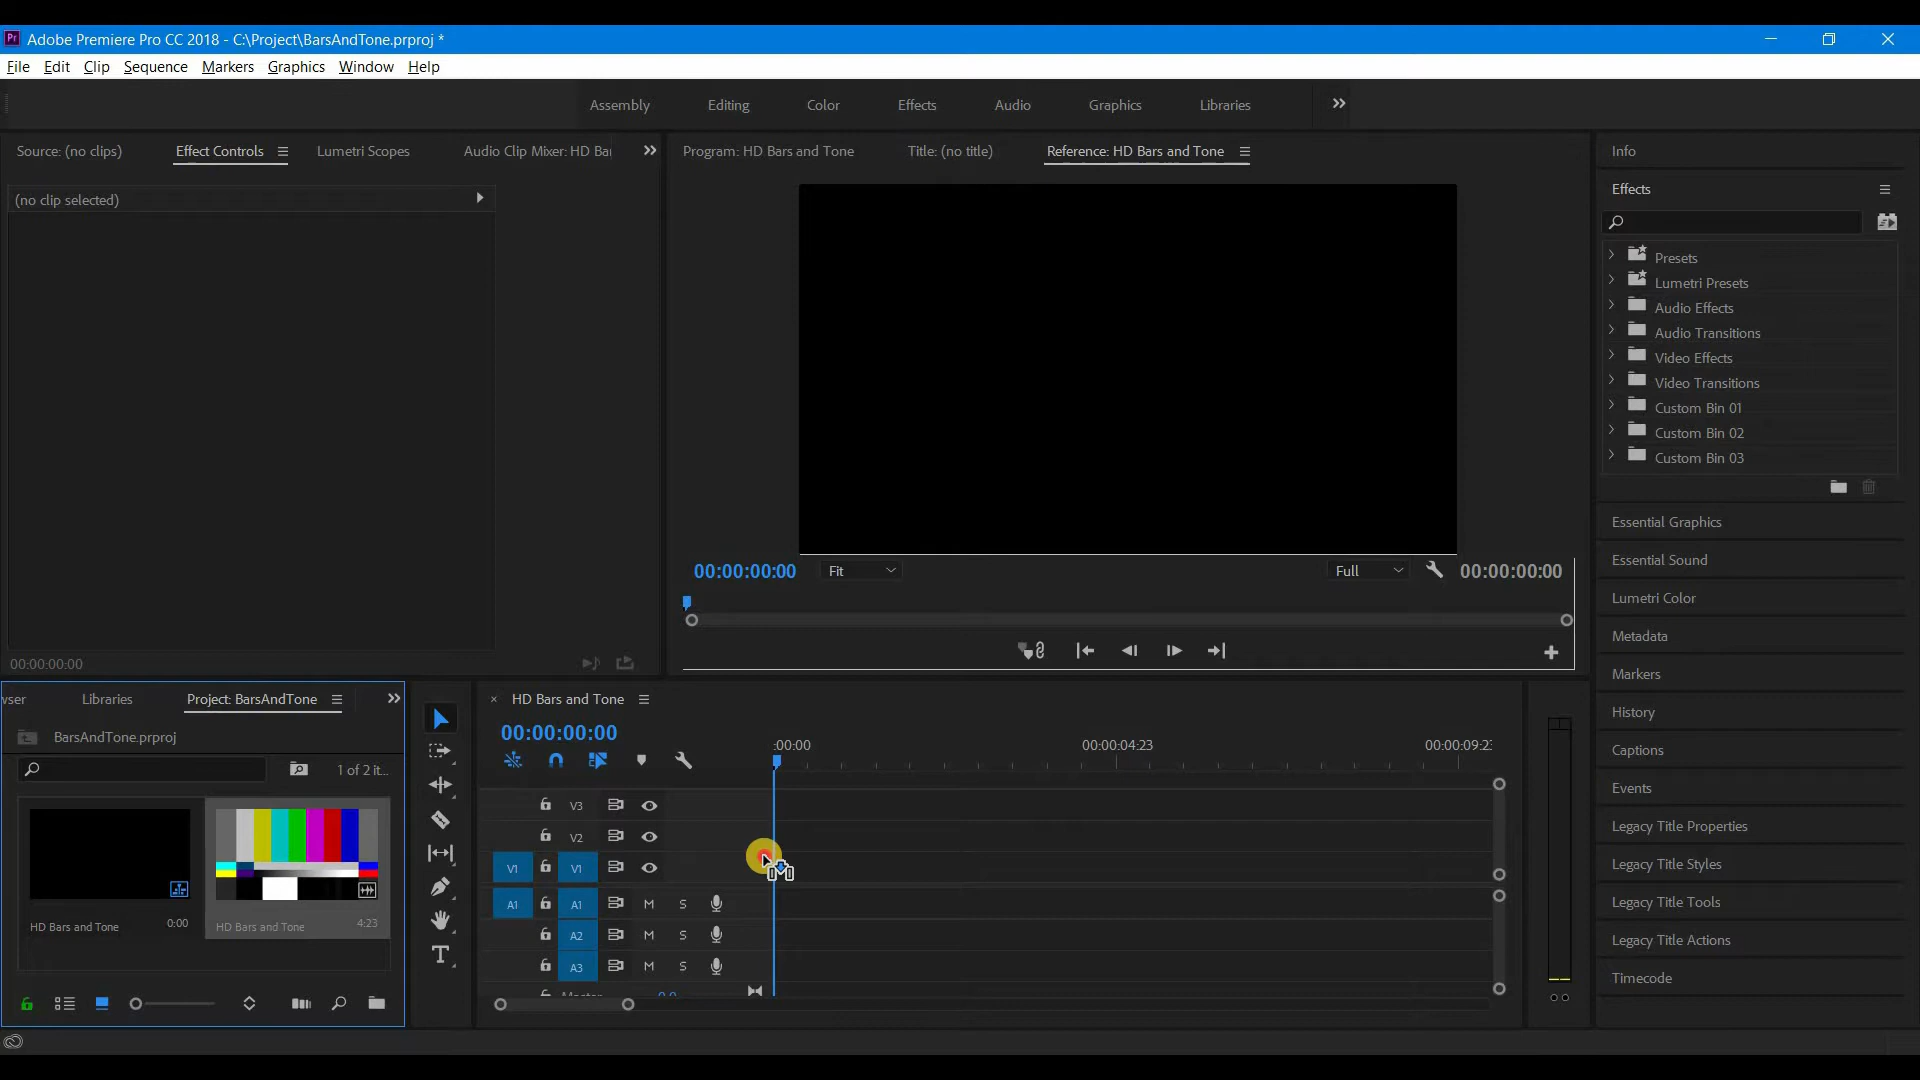 Pr Adobe Premiere Pro CC 2018 - C:\Project\BarsAndTone.prproj *
File Edit Clip Sequence Markers Graphics Window Help
Assembly Editing Color Effects Audio Graphics Libraries
Source: (no clips) Effect Controls Lumetri Scopes Audio Clip Mixer: HD Bar
Program: HD Bars and Tone Title: (no title) Reference: HD Bars and Tone
Info
(no clip selected)
Effects
Presets
Lumetri Presets
Audio Effects
Audio Transitions
Video Effects
Video Transitions
Custom Bin 01
Custom Bin 02
Custom Bin 03
Essential Graphics
Essential Sound
Lumetri Color
Metadata
Markers
History
Captions
Events
Legacy Title Properties
Legacy Title Styles
Legacy Title Tools
Legacy Title Actions
Timecode
00:00:00:00 Fit Full 00:00:00:00
00:00:00:00
wser Libraries Project: BarsAndTone
BarsAndTone.prproj
1 of 2 it...
HD Bars and Tone 0:00
HD Bars and Tone 4:23
HD Bars and Tone
00:00:00:00
:00:00 00:00:04:23 00:00:09:23
V3
V2
V1 V1
A1 A1 M S
A2 M S
A3 M S
Master 0.0
T